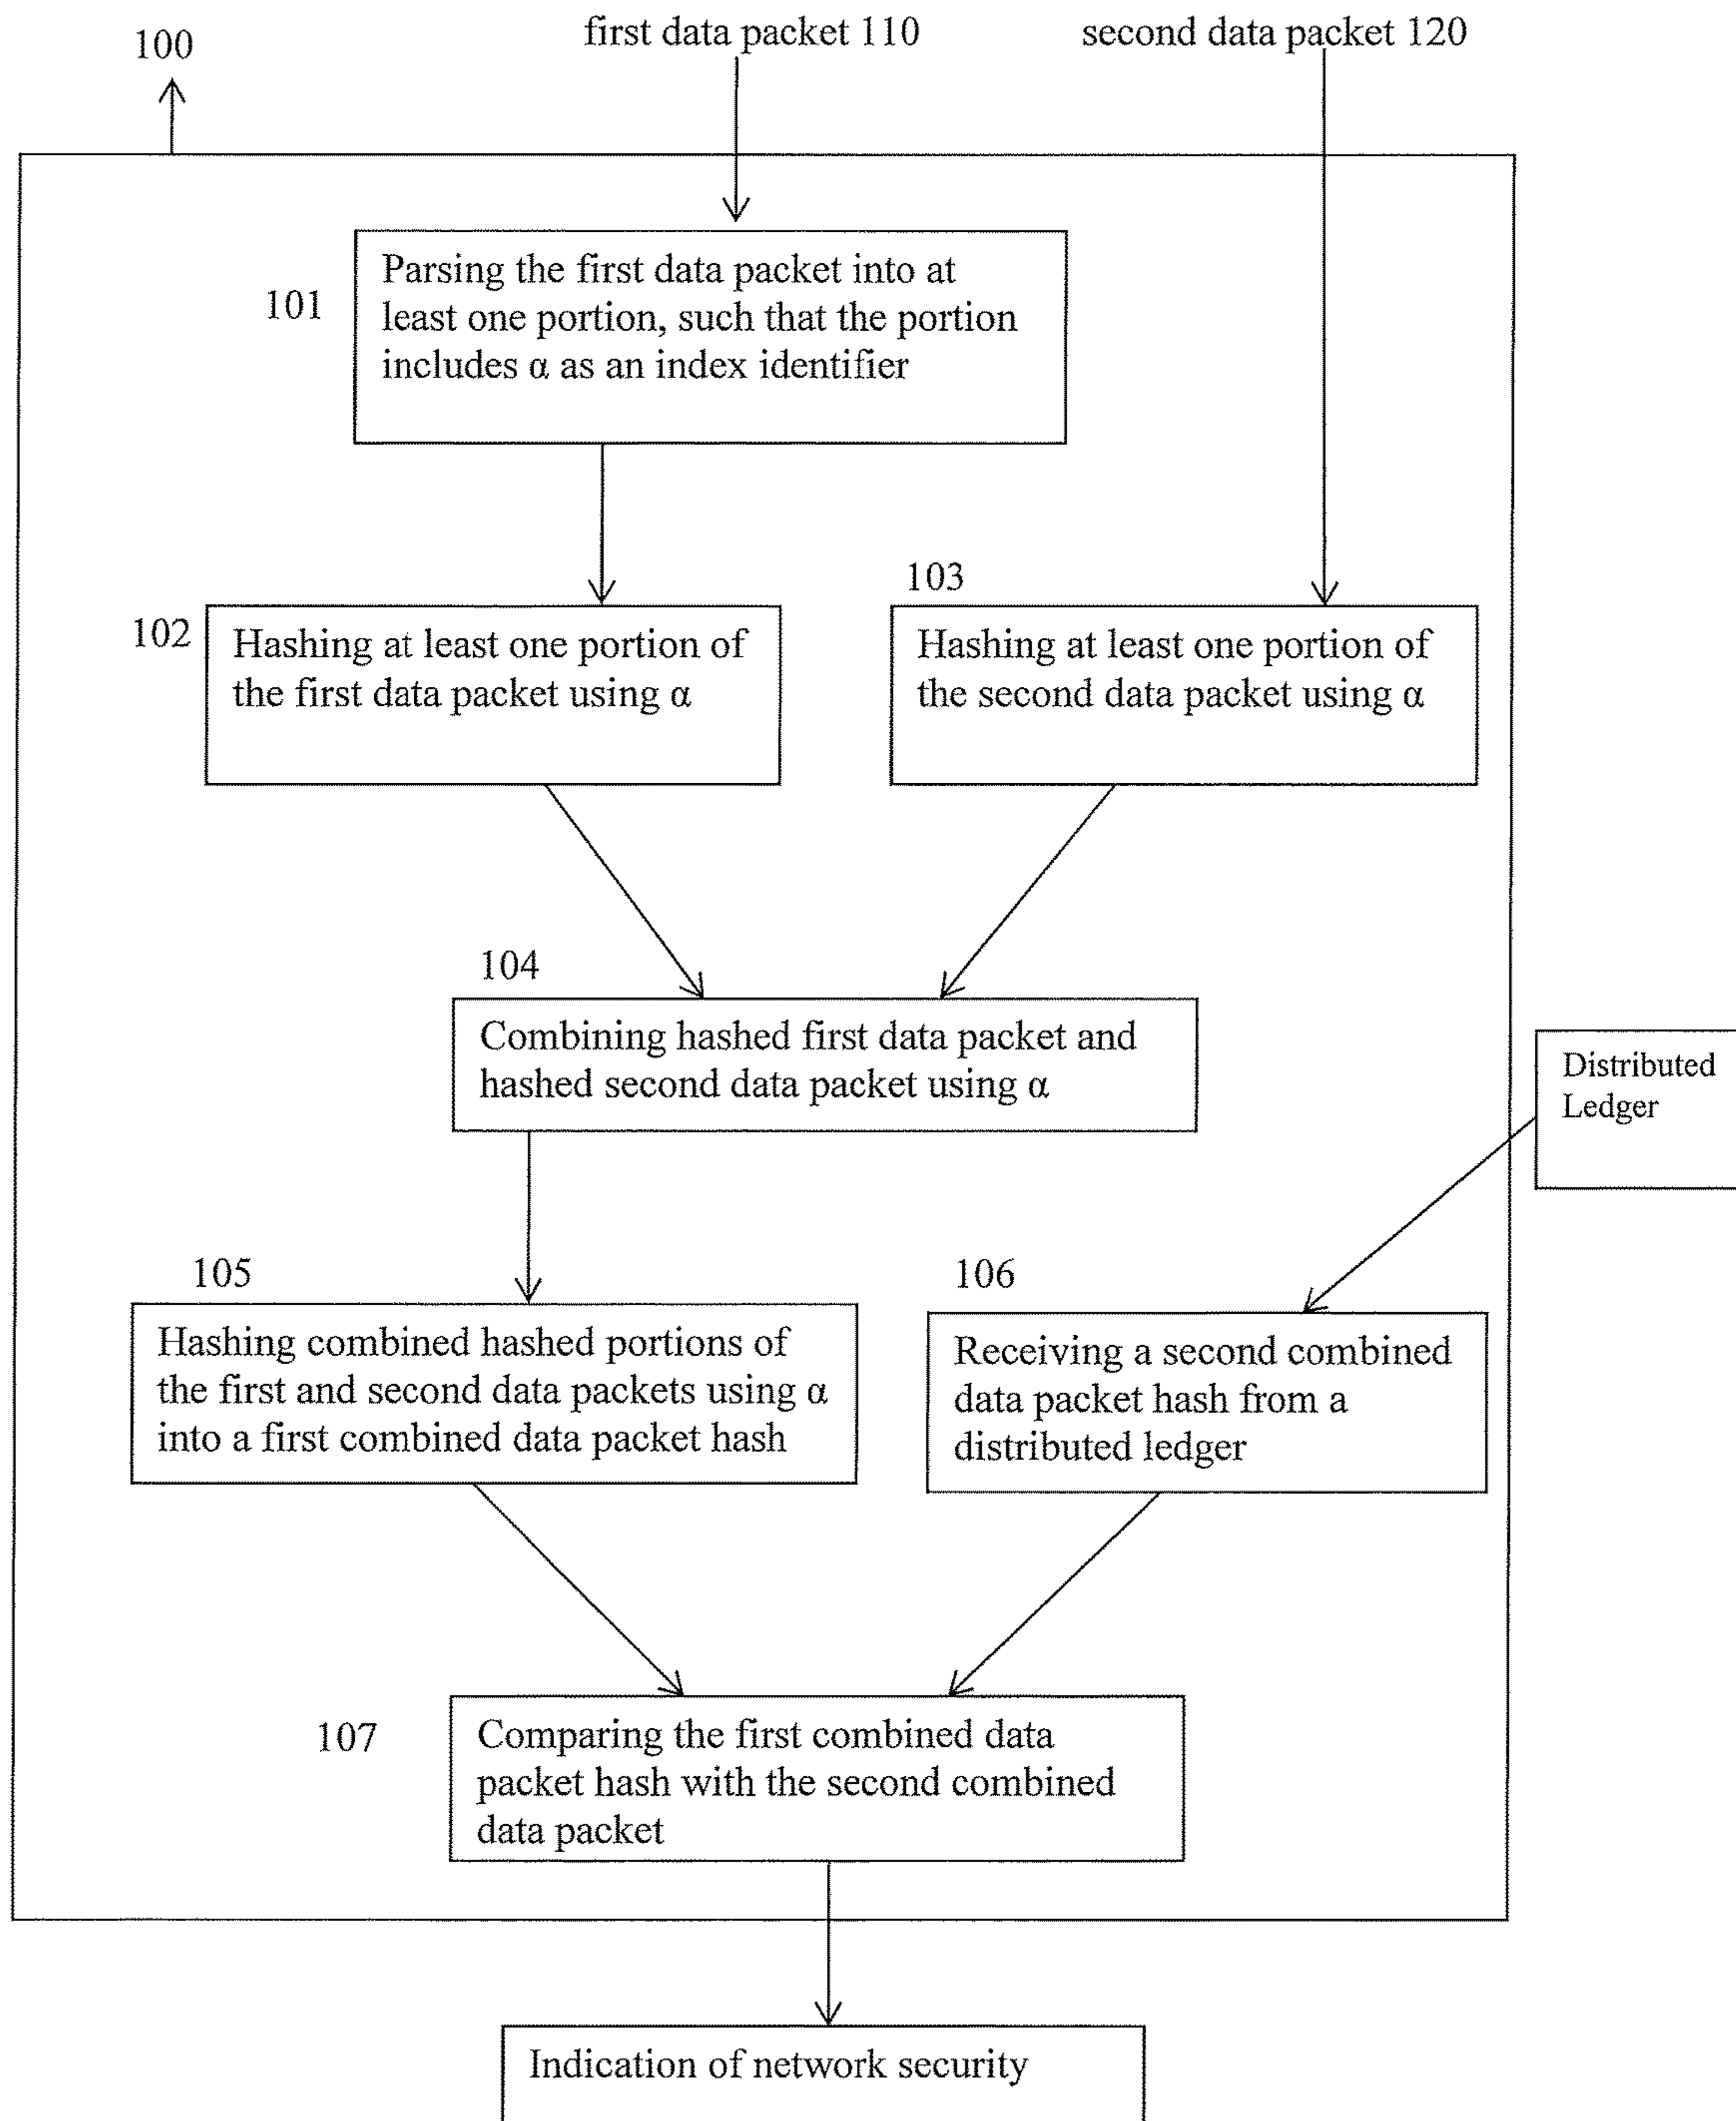 100
first data packet 110
second data packet 120
101
Parsing the first data packet into at
least one portion, such that the portion
includes α as an index identifier
102
Hashing at least one portion of
the first data packet using α
103
Hashing at least one portion of
the second data packet using α
104
Combining hashed first data packet and
hashed second data packet using α
Distributed
Ledger
105
Hashing combined hashed portions of
the first and second data packets using α
into a first combined data packet hash
106
Receiving a second combined
data packet hash from a
distributed ledger
107
Comparing the first combined data
packet hash with the second combined
data packet
Indication of network security